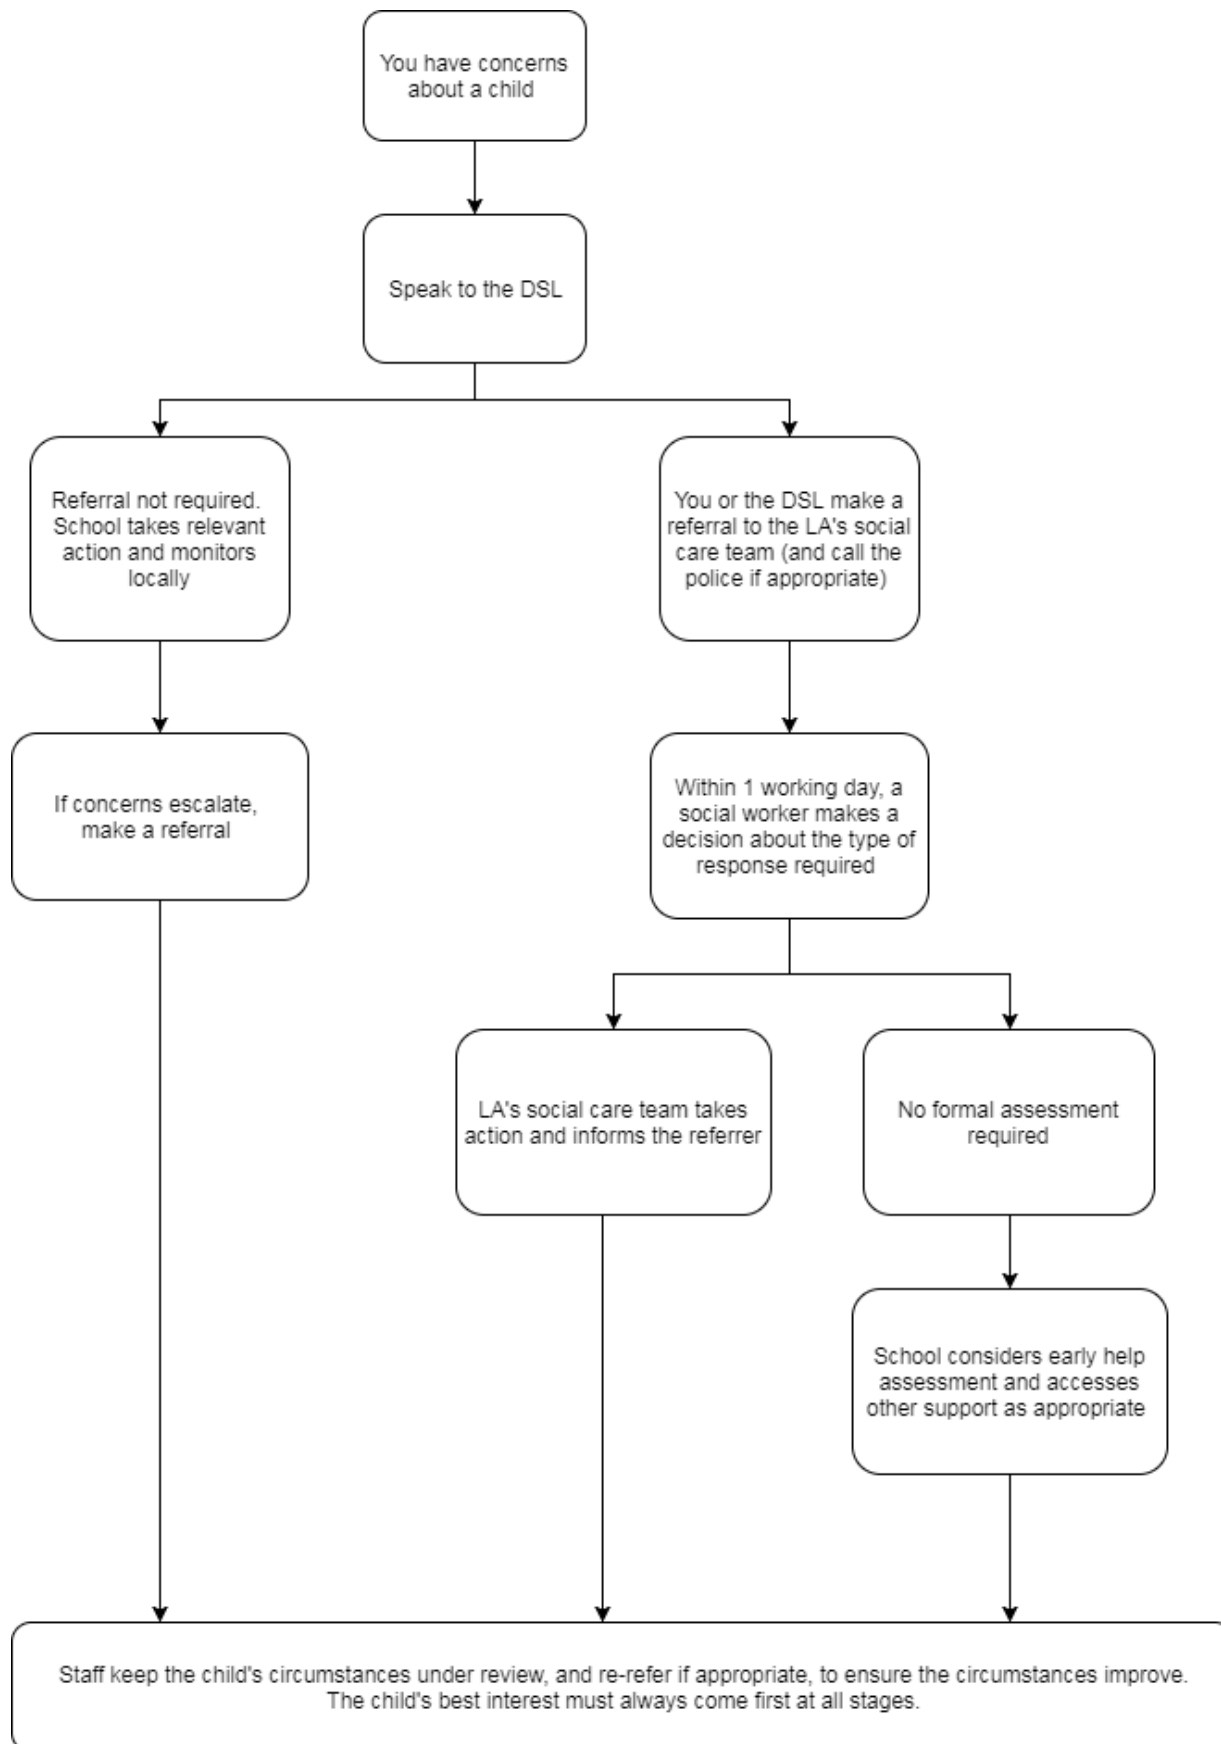 You have concerns
about a child
Speak to the DSL
Referral not required.
School takes relevant
action and monitors
locally
You or the DSL make a
referral to the LA's social
care team (and call the
police if appropriate)
If concerns escalate,
make a referral
Within 1 working day, a
social worker makes a
decision about the type of
response required
LA's social care team takes
action and informs the referrer
No formal assessment
required
School considers early help
assessment and accesses
other support as appropriate
Staff keep the child's circumstances under review, and re-refer if appropriate, to ensure the circumstances improve.
The child's best interest must always come first at all stages.